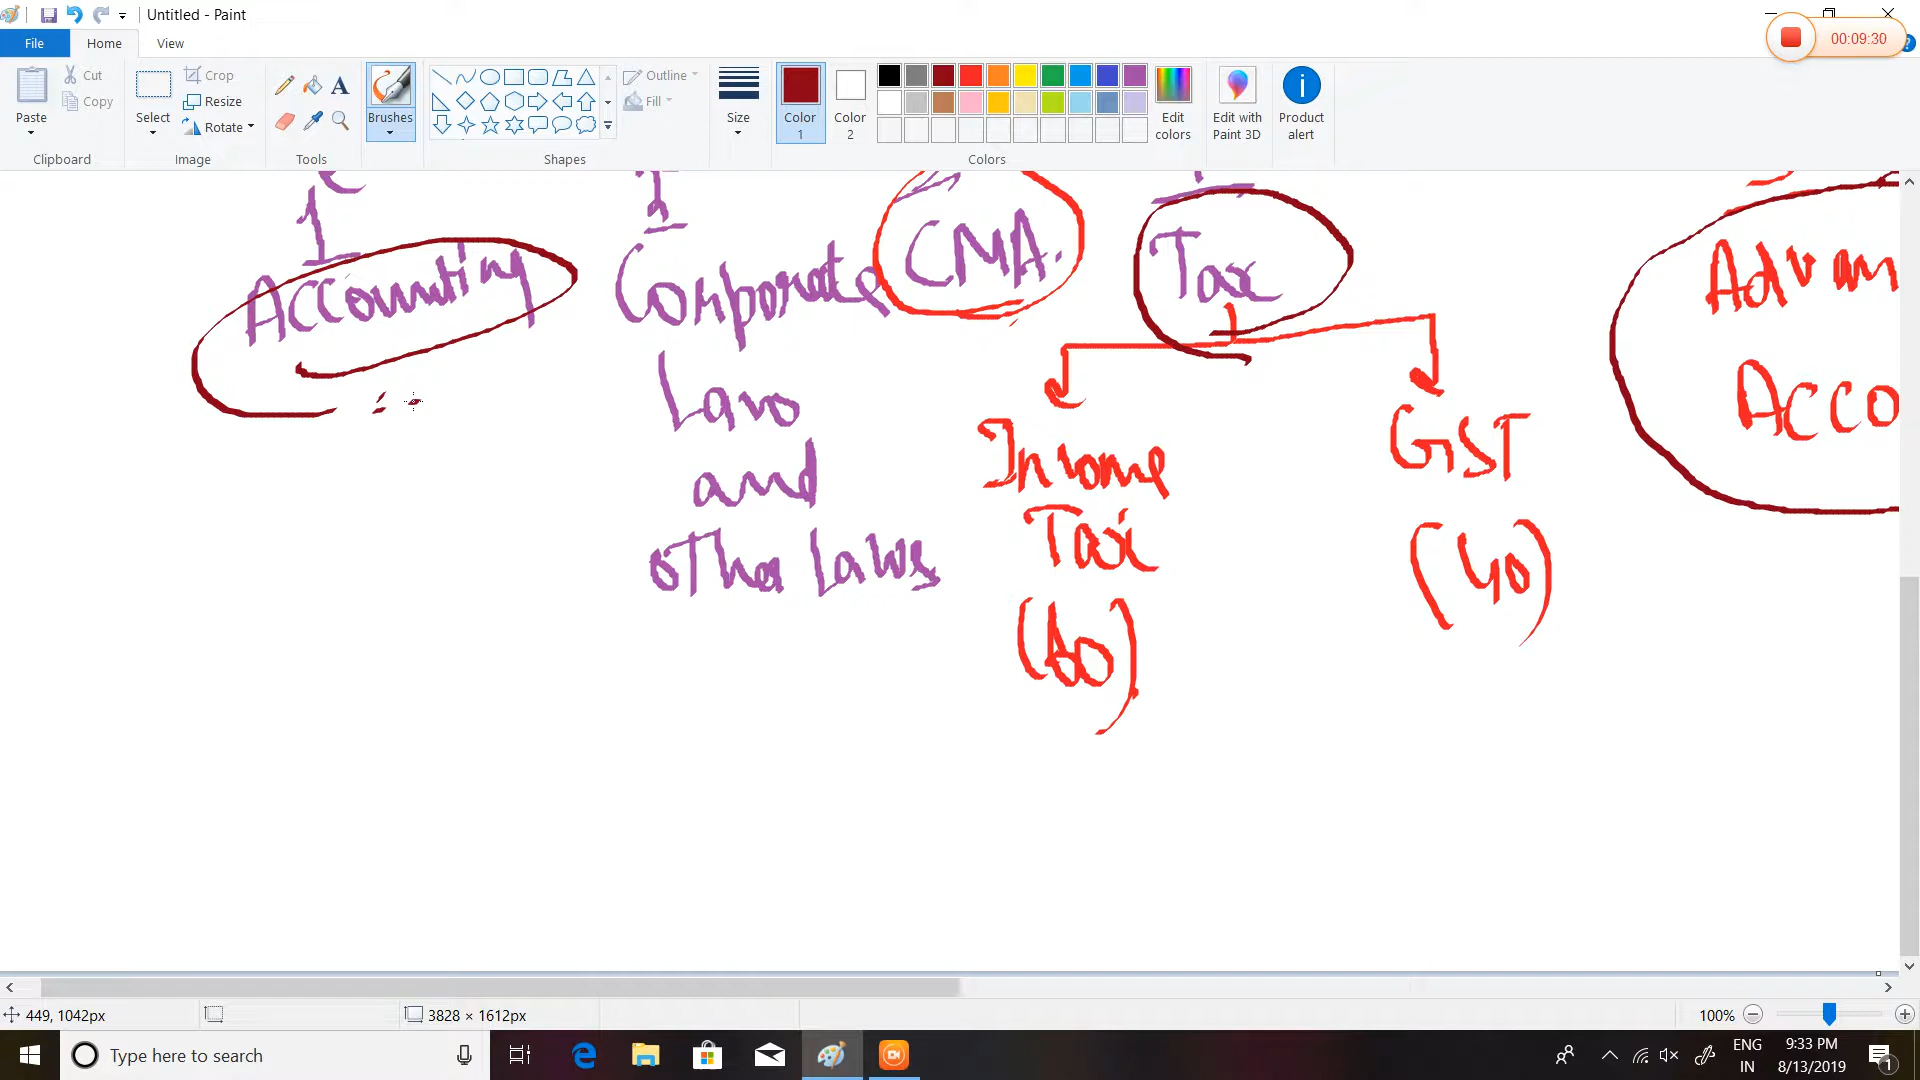 Untitled - Paint
00:09:30
File
Home
View
Paste
Cut
Copy
Clipboard
Select
Crop
Resize
Rotate
Image
Tools
Brushes
Outline
Fill
Shapes
Size
Color 1
Color 2
Edit colors
Colors
Edit with Paint 3D
Product alert
1
2
Accounting
Corporate
Law
and
other laws
CMA.
Tax
Income
Tax
(60)
GST
(40)
Advan
Acco
449, 1042px
3828 × 1612px
100%
Type here to search
ENG
IN
9:33 PM
8/13/2019
1